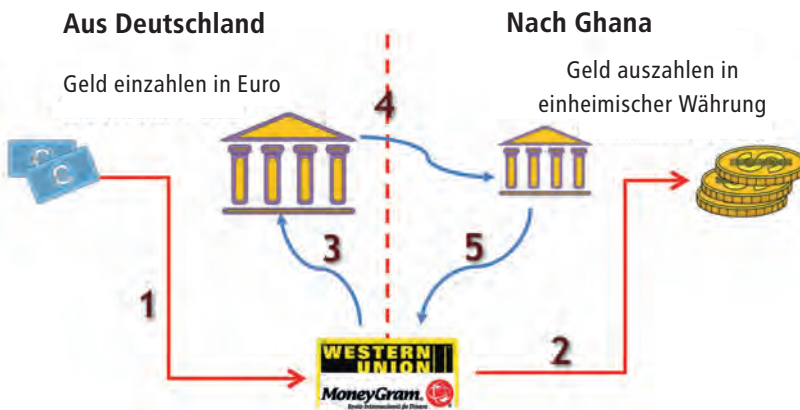 Aus Deutschland
Nach Ghana
Geld einzahlen in Euro
Geld auszahlen in
einheimischer Währung
4
3
5
1
2
WESTERN
UNION
MoneyGram.